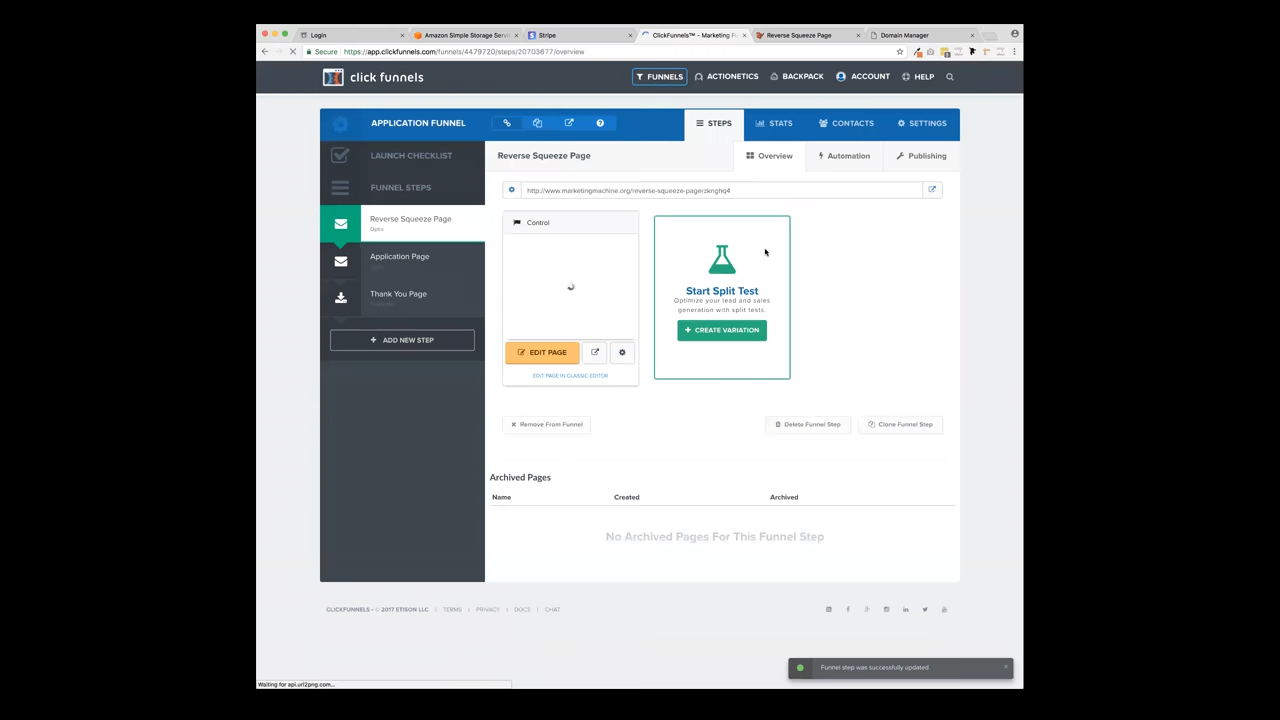 Login
Amazon Simple Storage Servi
Stripe
ClickFunnels™ - Marketing F
Reverse Squeeze Page
Domain Manager
Secure
https://app.clickfunnels.com/funnels/4479720/steps/20703677/overview
click funnels
FUNNELS
ACTIONETICS
BACKPACK
ACCOUNT
HELP
APPLICATION FUNNEL
STEPS
STATS
CONTACTS
SETTINGS
LAUNCH CHECKLIST
Reverse Squeeze Page
Overview
Automation
Publishing
FUNNEL STEPS
http://www.marketingmachine.org/reverse-squeeze-pagerzkrighq4
Reverse Squeeze Page
Optin
Control
Application Page
Thank You Page
ADD NEW STEP
Start Split Test
Optimize your lead and sales
generation with split tests.
CREATE VARIATION
EDIT PAGE
EDIT PAGE IN CLASSIC EDITOR
Remove From Funnel
Delete Funnel Step
Clone Funnel Step
Archived Pages
Name
Created
Archived
No Archived Pages For This Funnel Step
CLICKFUNNELS - © 2017 ETISON LLC | TERMS | PRIVACY | DOCS | CHAT
Funnel step was successfully updated.
Waiting for api.url2png.com...